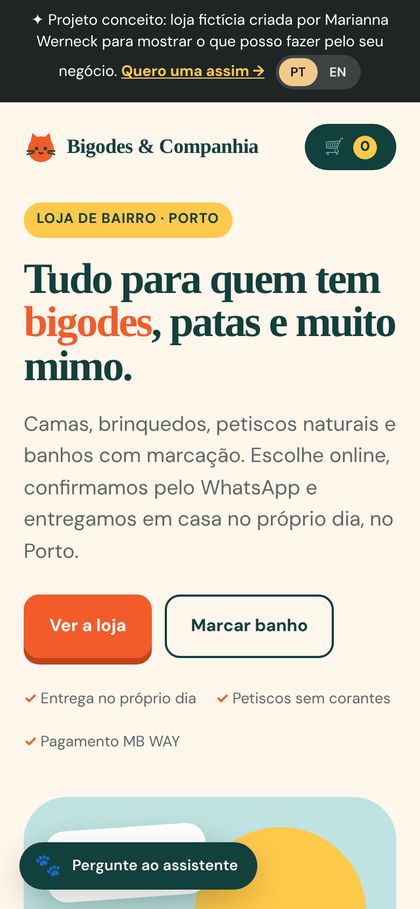 ✦ Projeto conceito: loja fictícia criada por Marianna
Werneck para mostrar o que posso fazer pelo seu
negócio. Quero uma assim → PT EN
Bigodes & Companhia 0
LOJA DE BAIRRO · PORTO
Tudo para quem tem
bigodes, patas e muito
mimo.
Camas, brinquedos, petiscos naturais e
banhos com marcação. Escolhe online,
confirmamos pelo WhatsApp e
entregamos em casa no próprio dia, no
Porto.
Ver a loja Marcar banho
✓ Entrega no próprio dia ✓ Petiscos sem corantes
✓ Pagamento MB WAY
Pergunte ao assistente